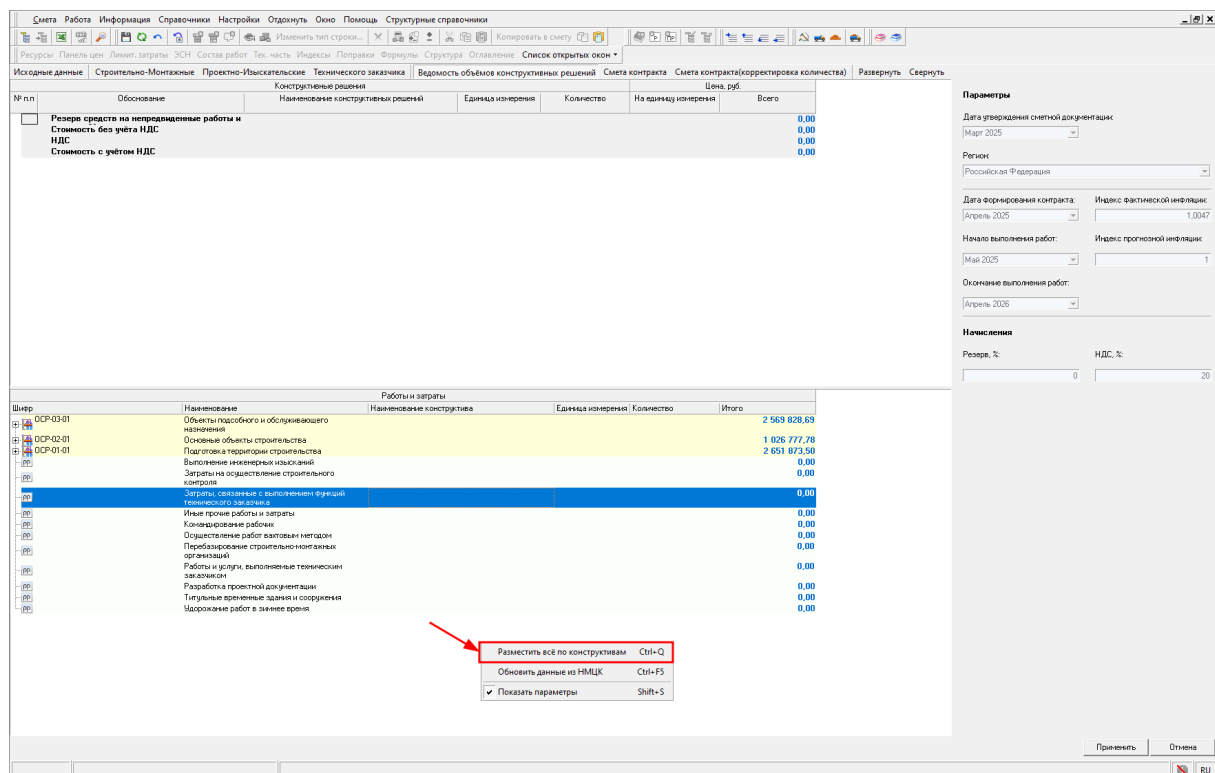 Смета Работа Информация Справочники Настройки Отдохнуть Окно Помощь Структурные справочники
Изменить тип строки... Копировать в смету
Ресурсы Панель цен Лимит. затраты ЭСН Состав работ Тех. часть Индексы Поправки Формулы Структура Оглавление Список открытых окон
Исходные данные Строительно-Монтажные Проектно-Изыскательские Технического заказчика Ведомость объёмов конструктивных решений Смета контракта Смета контракта(корректировка количества) Развернуть Свернуть
Конструктивные решения Цена, руб.
№ п.п Обоснование Наименование конструктивных решений Единица измерения Количество На единицу измерения Всего
Резерв средств на непредвиденные работы и 0,00
Стоимость без учёта НДС 0,00
НДС 0,00
Стоимость с учётом НДС 0,00
Параметры
Дата утверждения сметной документации:
Март 2025
Регион:
Российская Федерация
Дата формирования контракта: Индекс фактической инфляции:
Апрель 2025 1,0047
Начало выполнения работ: Индекс прогнозной инфляции:
Май 2025 1
Окончание выполнения работ:
Апрель 2026
Начисления
Резерв, %: НДС, %:
0 20
Работы и затраты
Шифр Наименование Наименование конструктива Единица измерения Количество Итого
ОСР-03-01 Объекты подсобного и обслуживающего 2 569 828,69
назначения
ОСР-02-01 Основные объекты строительства 1 026 777,78
ОСР-01-01 Подготовка территории строительства 2 651 873,50
РР Выполнение инженерных изысканий 0,00
РР Затраты на осуществление строительного 0,00
контроля
РР Затраты, связанные с выполнением функций 0,00
технического заказчика
РР Иные прочие работы и затраты 0,00
РР Командирование рабочих 0,00
РР Осуществление работ вахтовым методом 0,00
РР Перебазирование строительно-монтажных 0,00
организаций
РР Работы и услуги, выполняемые техническим 0,00
заказчиком
РР Разработка проектной документации 0,00
РР Титульные временные здания и сооружения 0,00
РР Удорожание работ в зимнее время 0,00
Разместить всё по конструктивам Ctrl+Q
Обновить данные из НМЦК Ctrl+F5
Показать параметры Shift+S
Применить Отмена
RU